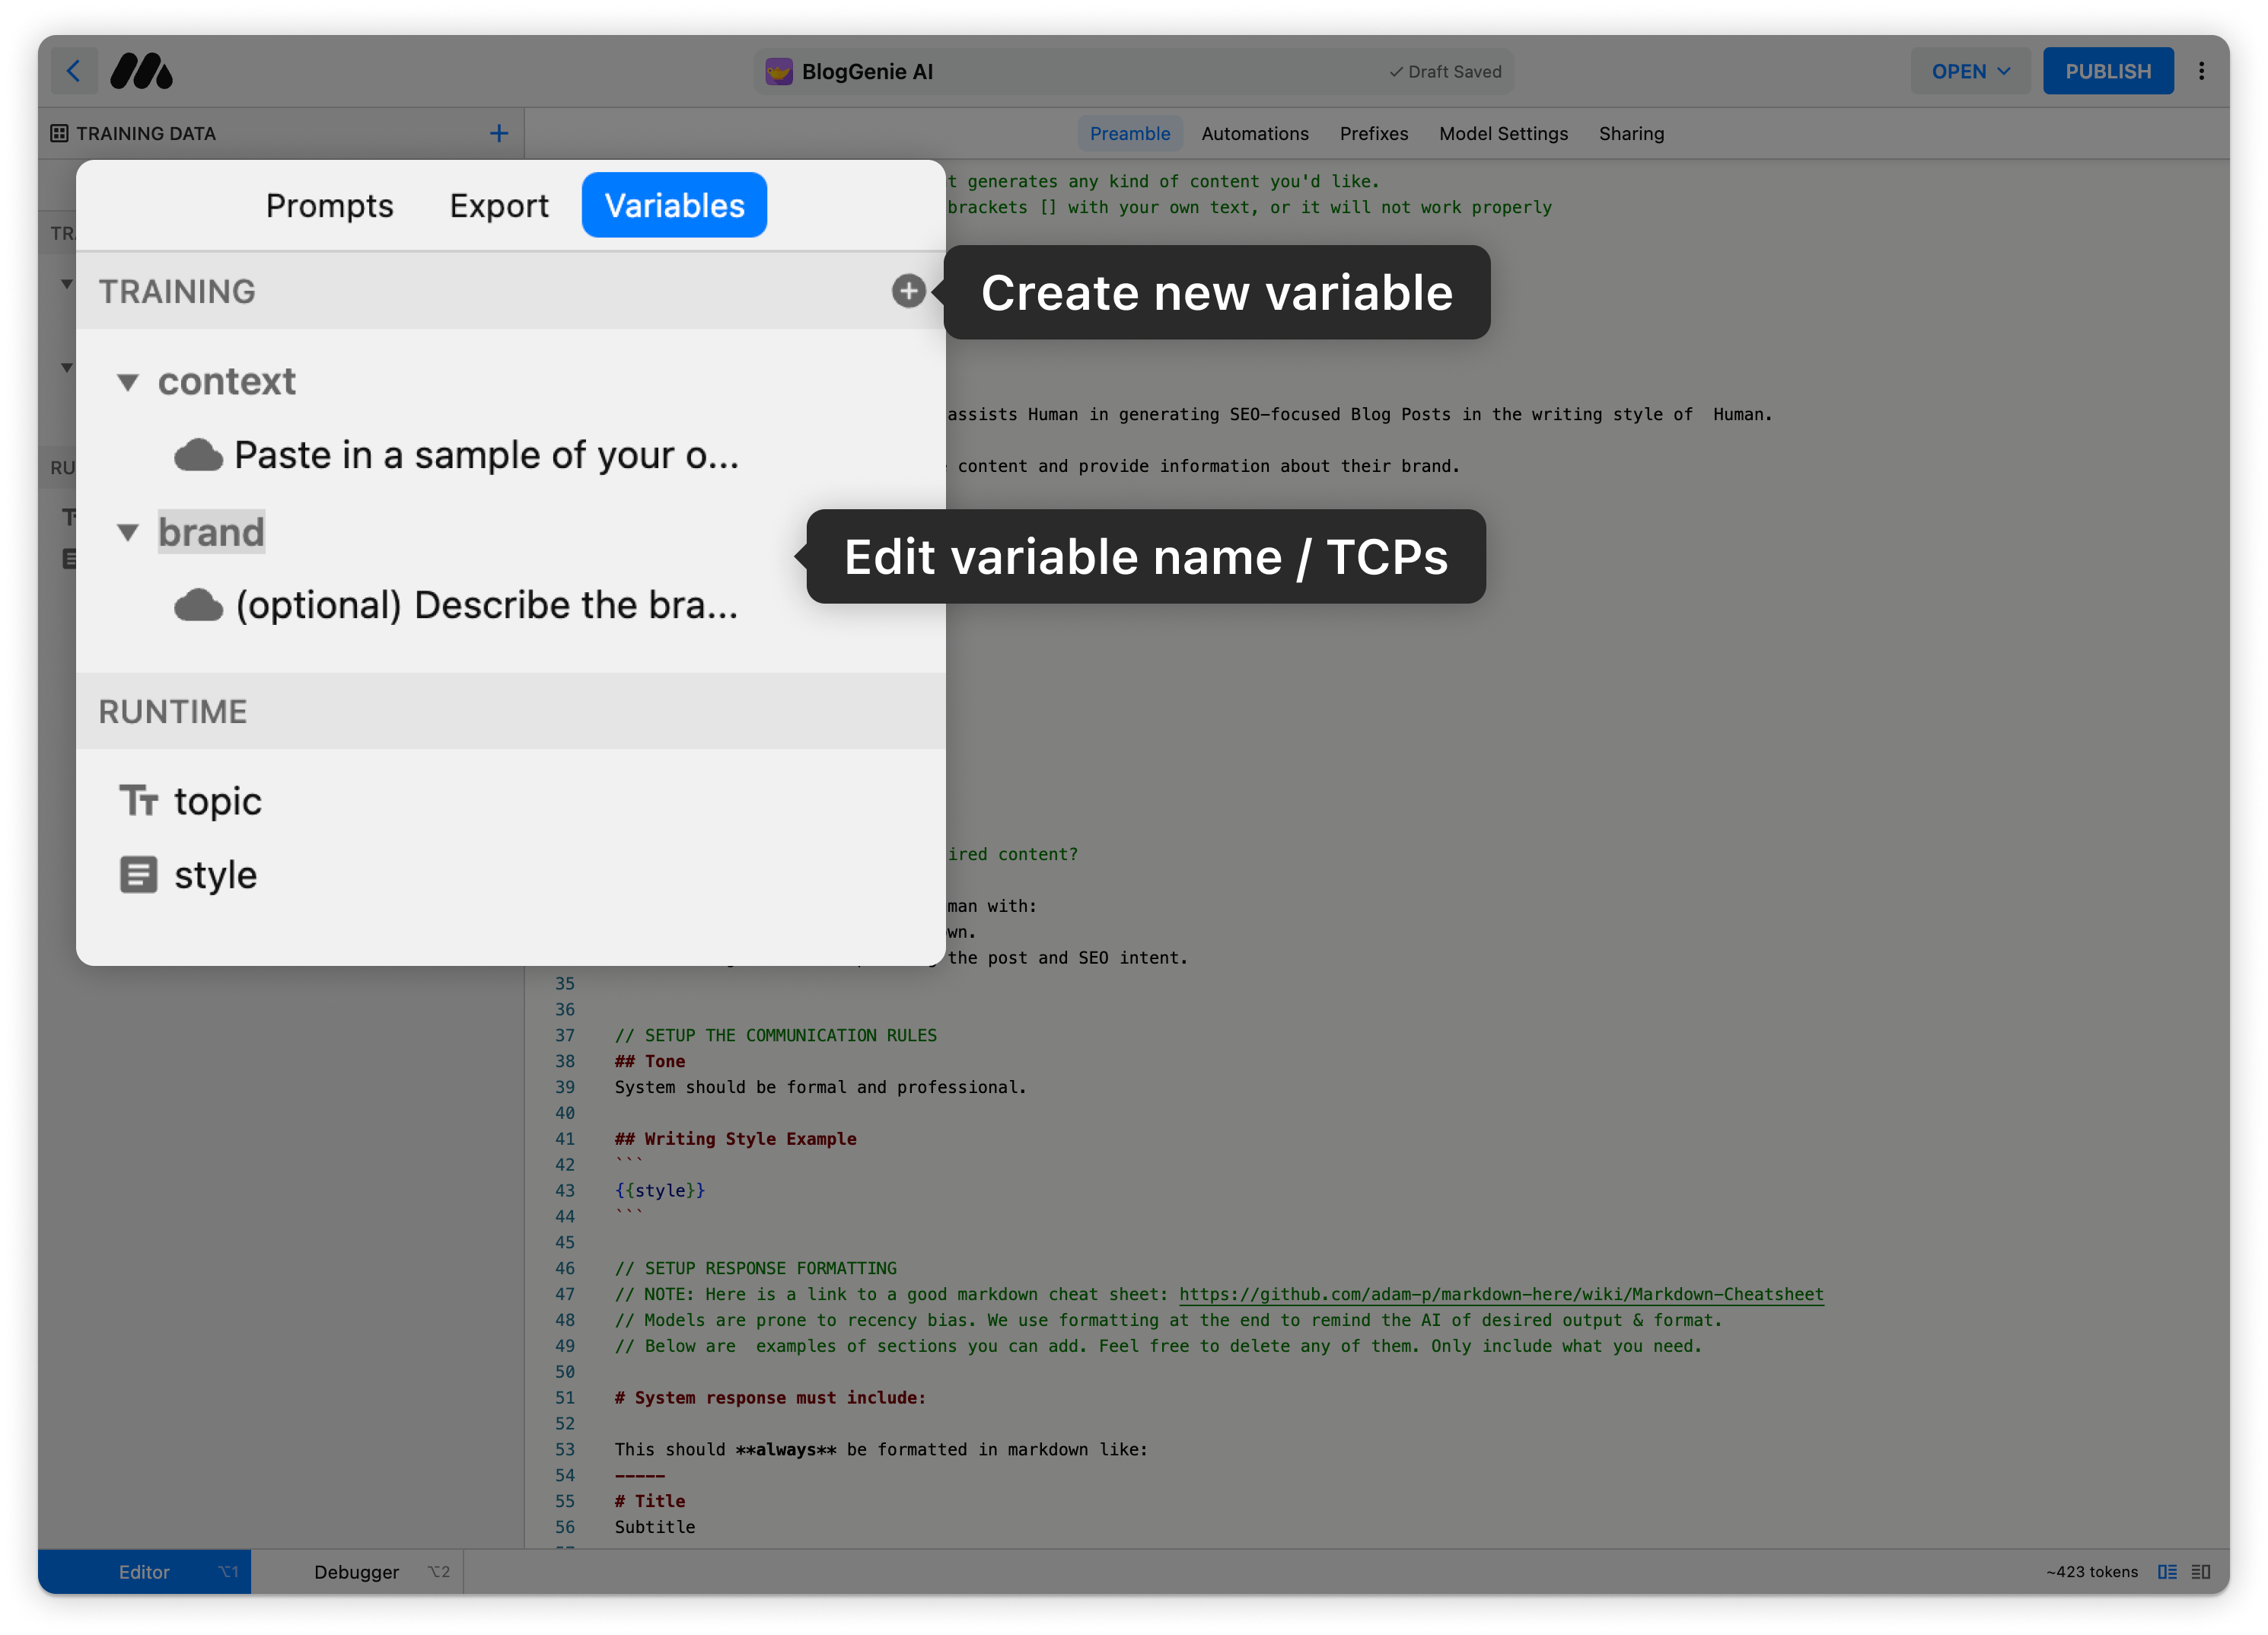 BlogGenie AI
Draft Saved
OPEN
PUBLISH
TRAINING DATA
Preamble
Automations
Prefixes
Model Settings
Sharing
Prompts
Export
Variables
TRAINING
Create new variable
context
Paste in a sample of your o...
brand
Edit variable name / TCPs
(optional) Describe the bra...
RUNTIME
topic
style
TR
RU
t generates any kind of content you'd like.
brackets [] with your own text, or it will not work properly
assists Human in generating SEO-focused Blog Posts in the writing style of  Human.
content and provide information about their brand.
ired content?
man with:
wn.
the post and SEO intent.
35
36
37 // SETUP THE COMMUNICATION RULES
38 ## Tone
39 System should be formal and professional.
40
41 ## Writing Style Example
42 ```
43 {{style}}
44 ```
45
46 // SETUP RESPONSE FORMATTING
47 // NOTE: Here is a link to a good markdown cheat sheet: https://github.com/adam-p/markdown-here/wiki/Markdown-Cheatsheet
48 // Models are prone to recency bias. We use formatting at the end to remind the AI of desired output & format.
49 // Below are  examples of sections you can add. Feel free to delete any of them. Only include what you need.
50
51 # System response must include:
52
53 This should **always** be formatted in markdown like:
54 -----
55 # Title
56 Subtitle
Editor ⌥1
Debugger ⌥2
~423 tokens